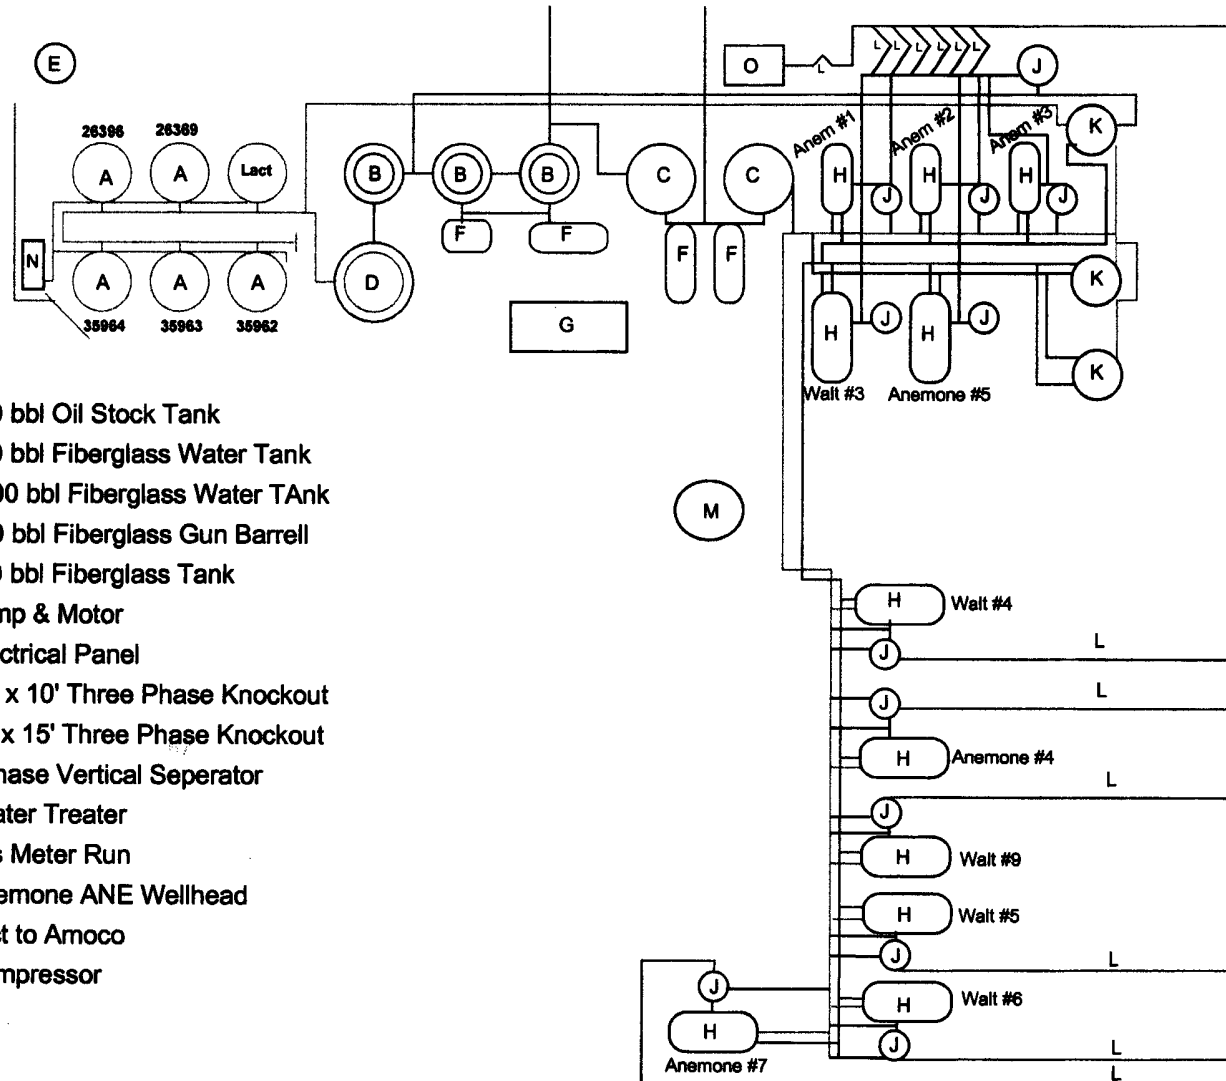 E
O
L
L L L L L L
J
K
26396 26369
A A Lact
B B B
C C
Anem #1 Anem #2 Anem #3
H J H J H J
N
A A A
35964 35963 35962
D
F F
F F
G
K
H J H J
K
Walt #3 Anemone #5
bbl Oil Stock Tank
bbl Fiberglass Water Tank
00 bbl Fiberglass Water TAnk
bbl Fiberglass Gun Barrell
bbl Fiberglass Tank
mp & Motor
ctrical Panel
x 10' Three Phase Knockout
x 15' Three Phase Knockout
hase Vertical Seperator
ater Treater
s Meter Run
emone ANE Wellhead
ct to Amoco
mpressor
M
H Walt #4
J L
J L
H Anemone #4
L
J
H Walt #9
H Walt #5
J L
J
H Walt #6
H
J L
Anemone #7
L